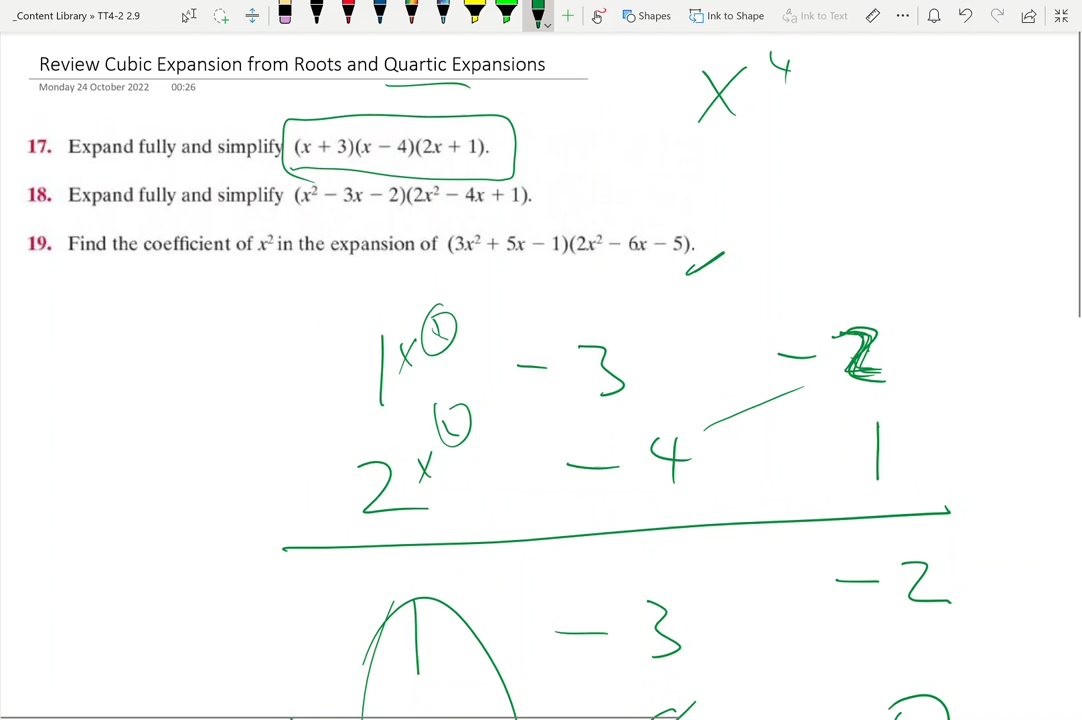 _Content Library » TT4-2 2.9
Shapes
Ink to Shape
Ink to Text
Review Cubic Expansion from Roots and Quartic Expansions
Monday 24 October 2022 00:26
x⁴
17. Expand fully and simplify (x + 3)(x − 4)(2x + 1).
18. Expand fully and simplify (x² − 3x − 2)(2x² − 4x + 1).
19. Find the coefficient of x² in the expansion of (3x² + 5x − 1)(2x² − 6x − 5).
1x − 3 − 2
2x − 4 1
− 2
1 − 3